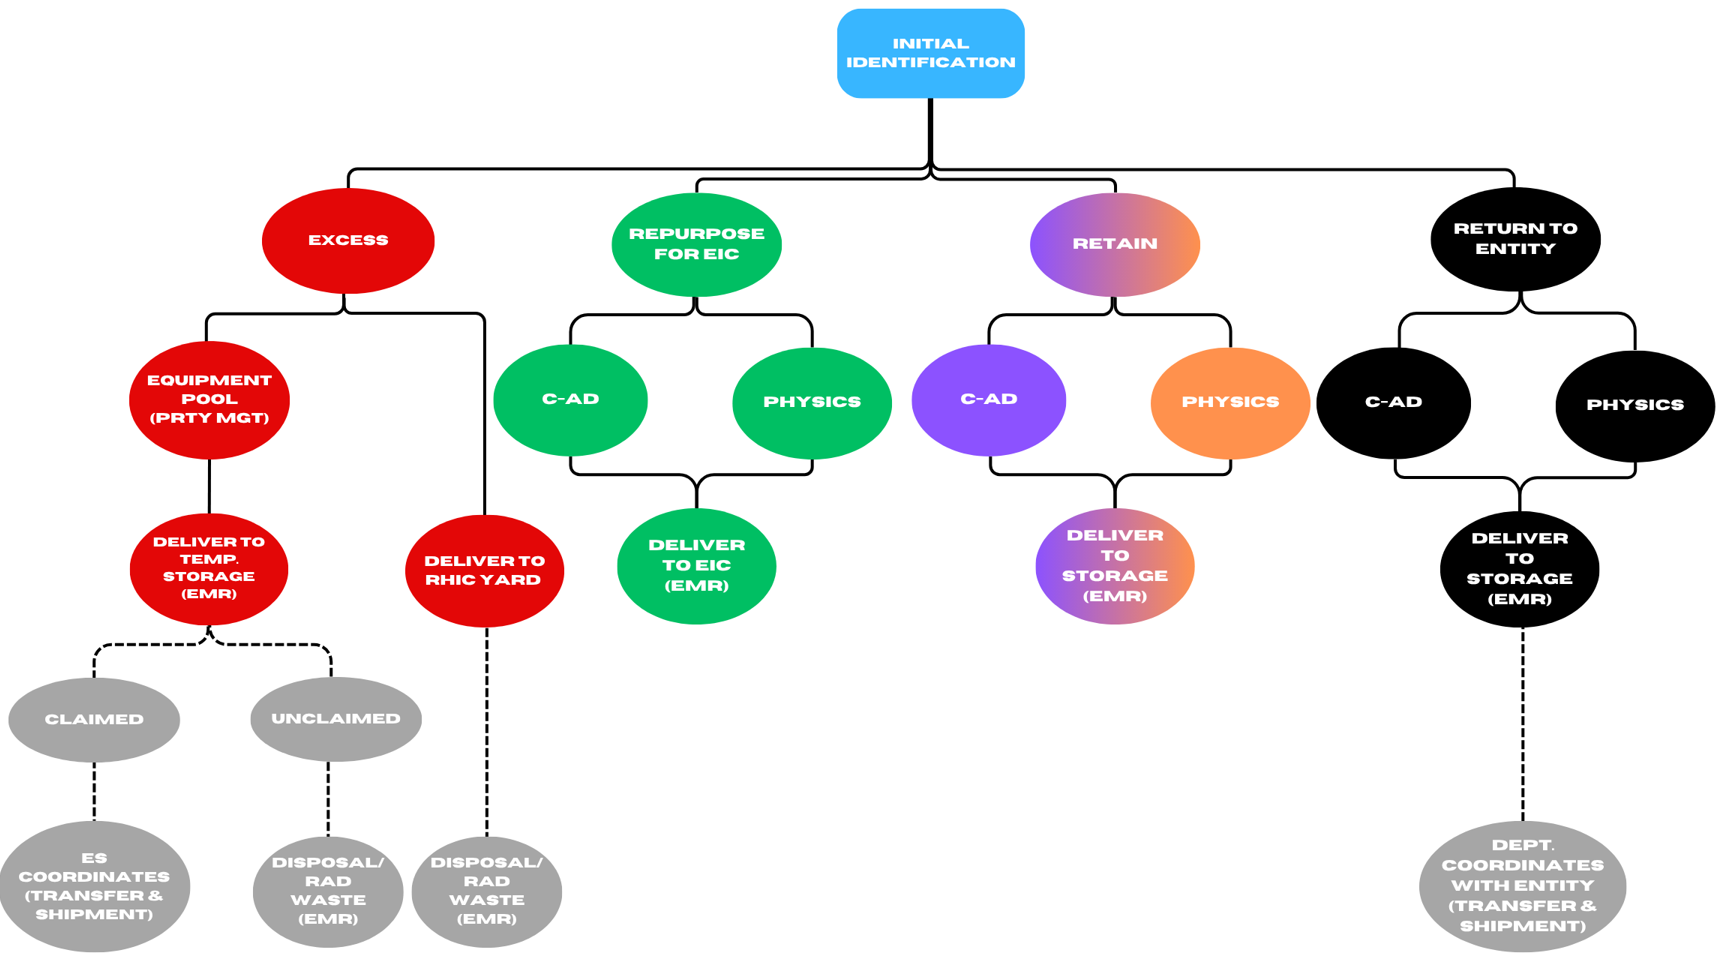 INITIAL
IDENTIFICATION
EXCESS
REPURPOSE
FOR EIC
RETAIN
RETURN TO
ENTITY
EQUIPMENT
POOL
(PRTY MGT)
C-AD
PHYSICS
C-AD
PHYSICS
C-AD
PHYSICS
DELIVER TO
TEMP.
STORAGE
(EMR)
DELIVER TO
RHIC YARD
DELIVER
TO EIC
(EMR)
DELIVER
TO
STORAGE
(EMR)
DELIVER
TO
STORAGE
(EMR)
CLAIMED
UNCLAIMED
ES
COORDINATES
(TRANSFER &
SHIPMENT)
DISPOSAL/
RAD
WASTE
(EMR)
DISPOSAL/
RAD
WASTE
(EMR)
DEPT.
COORDINATES
WITH ENTITY
(TRANSFER &
SHIPMENT)